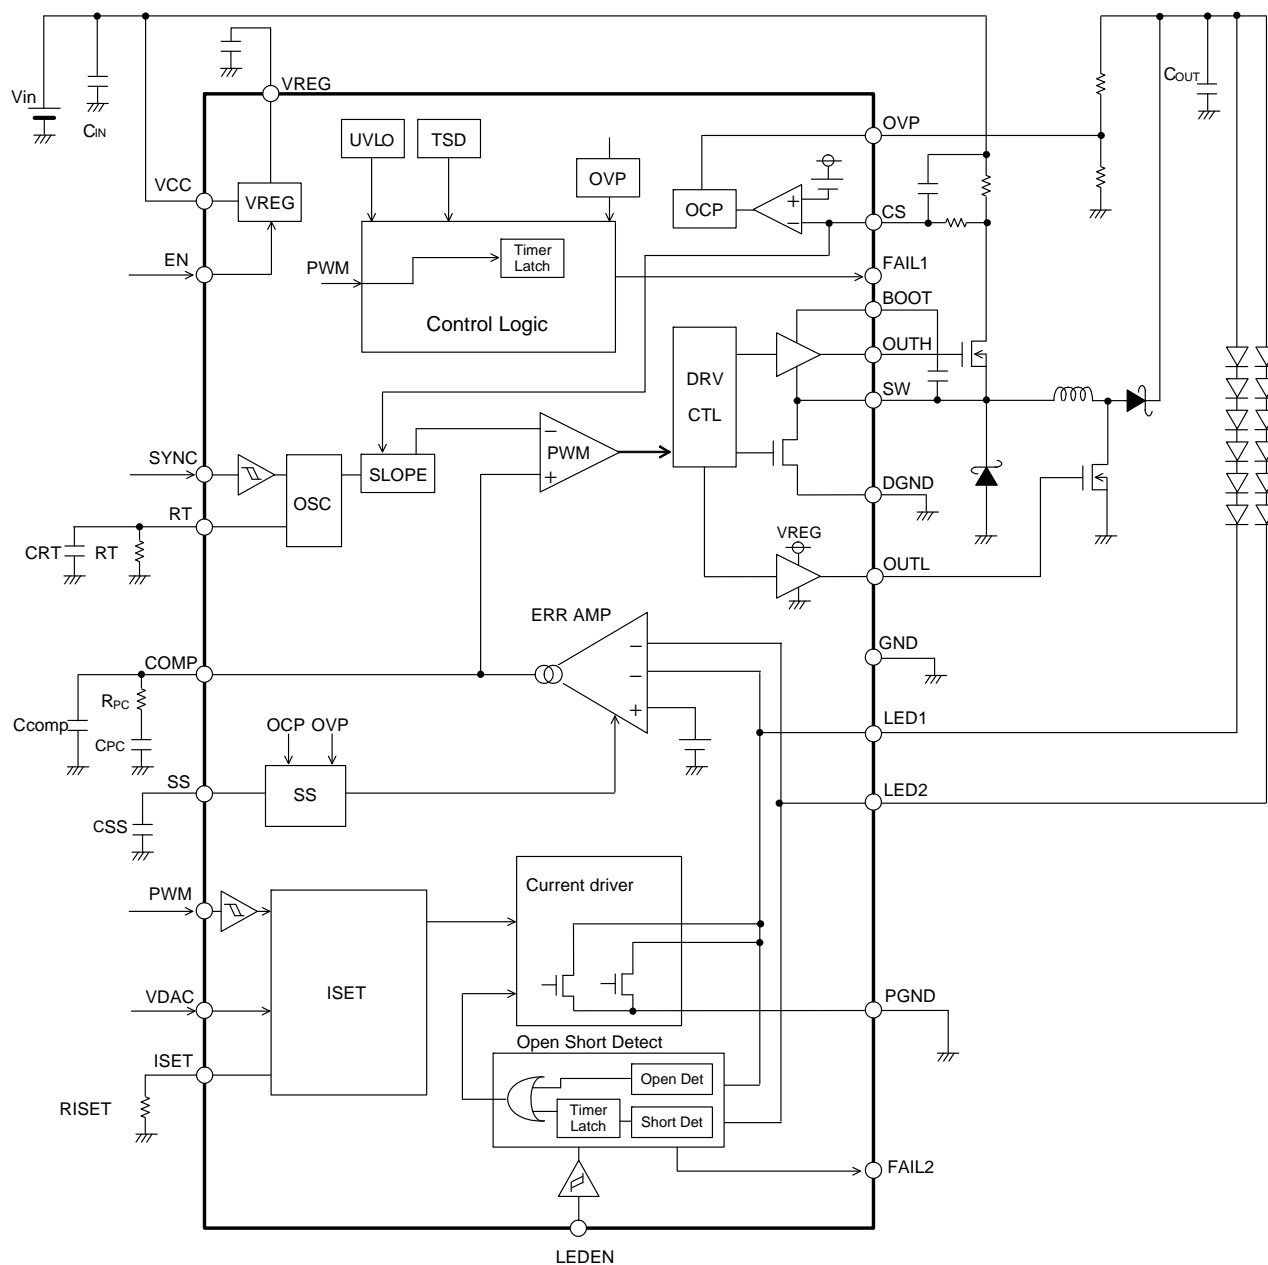 VREG
COUT
Vin
CIN
OVP
UVLO
TSD
OVP
VCC
VREG
OCP
+
−
CS
EN
PWM
Timer
Latch
FAIL1
Control Logic
BOOT
OUTH
DRV
CTL
SW
SYNC
SLOPE
−
PWM
+
OSC
RT
DGND
CRT
RT
VREG
OUTL
ERR AMP
−
−
+
GND
COMP
RPC
Ccomp
CPC
OCP
OVP
LED1
SS
SS
LED2
CSS
PWM
Current driver
ISET
VDAC
PGND
ISET
Open Short Detect
Open Det
RISET
Timer
Latch
Short Det
FAIL2
LEDEN